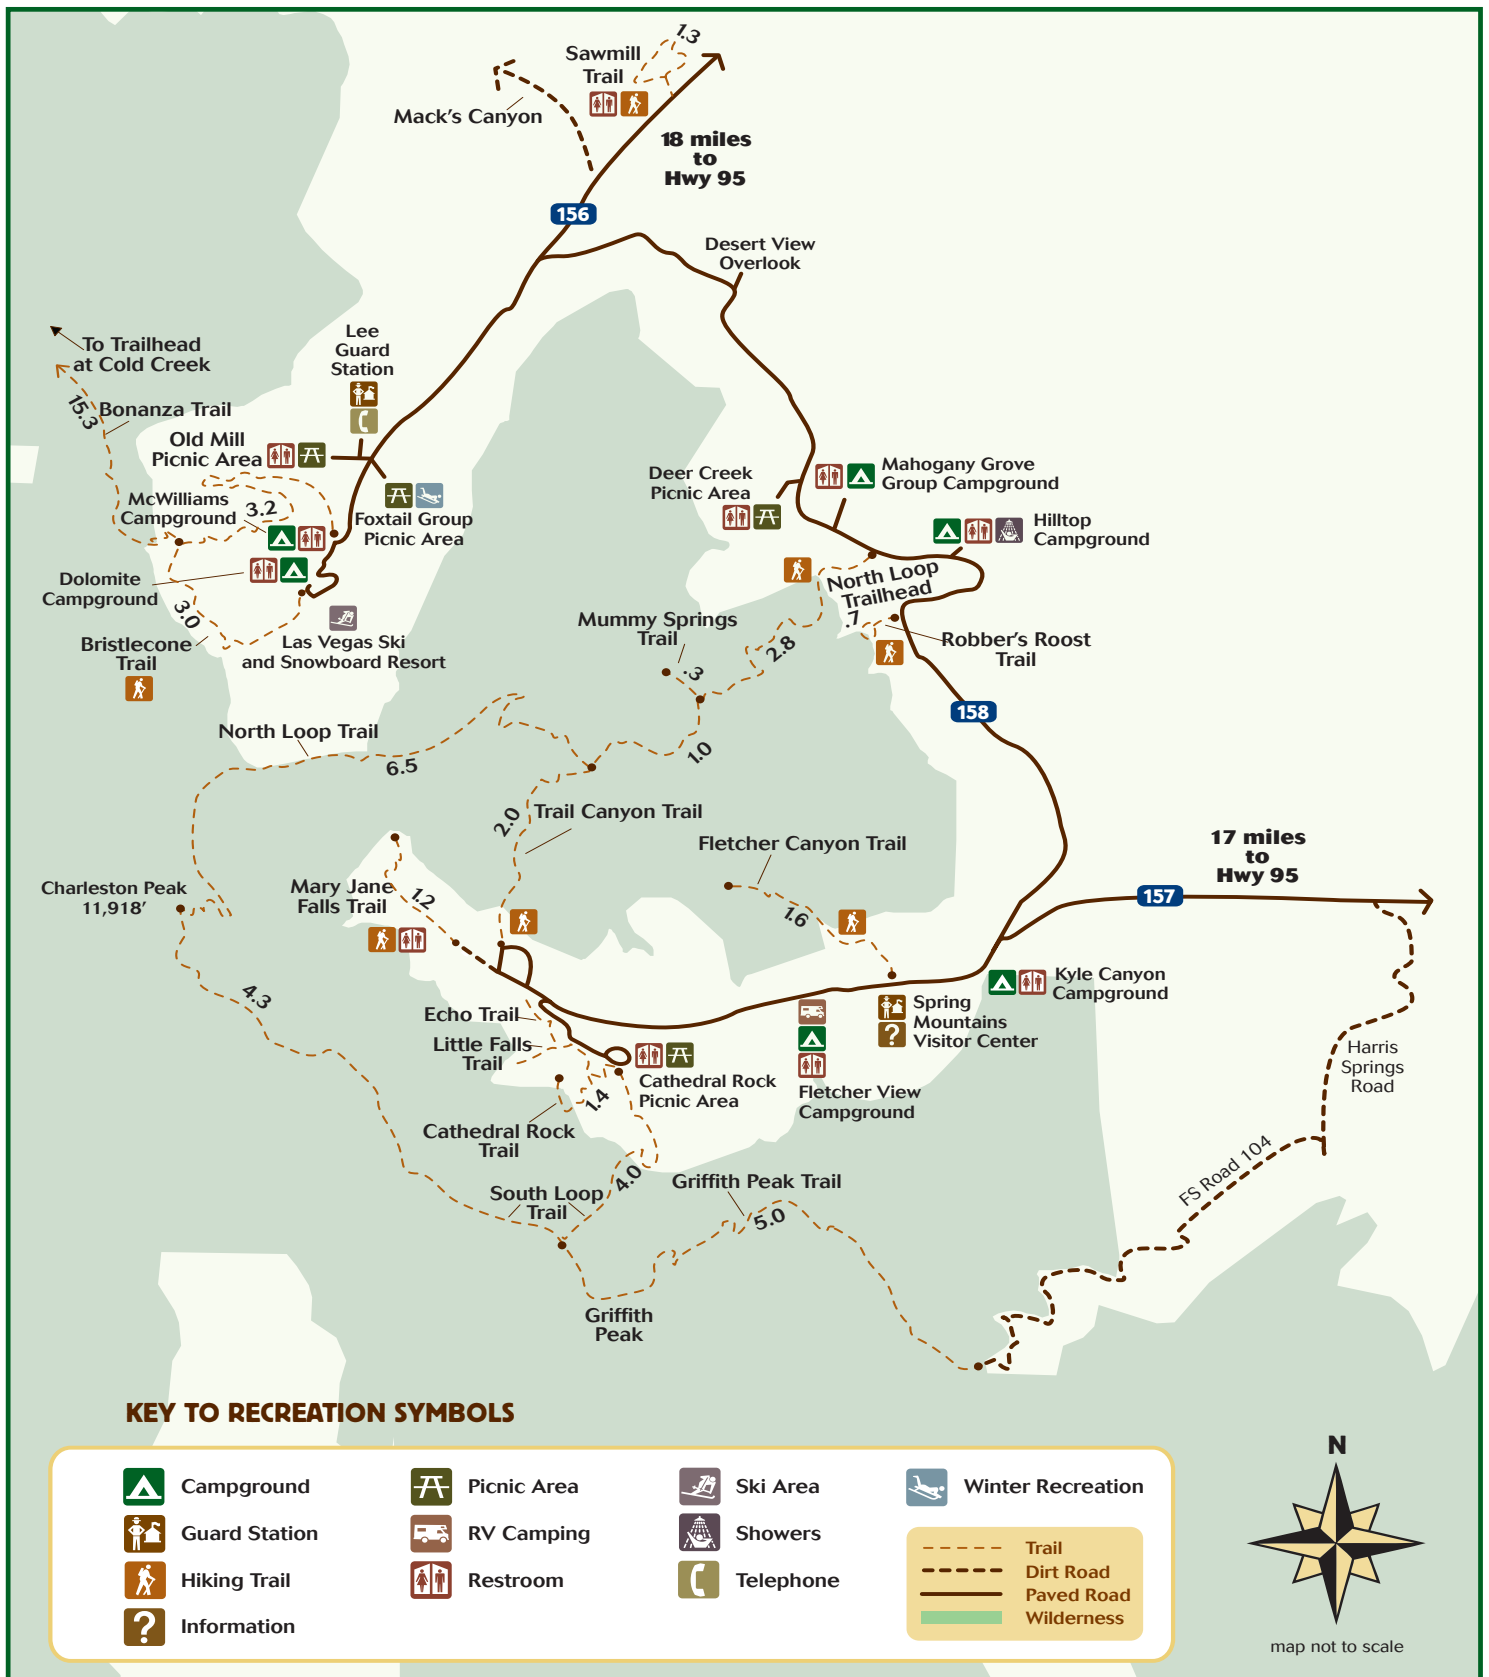 1.3
Sawmill
Trail
Mack's Canyon
18 miles
to
Hwy 95
156
Desert View
Overlook
Lee
Guard
Station
To Trailhead
at Cold Creek
15.3
Bonanza Trail
Old Mill
Picnic Area
McWilliams
Campground
3.2
Foxtail Group
Picnic Area
Deer Creek
Picnic Area
Mahogany Grove
Group Campground
Hilltop
Campground
Dolomite
Campground
3.0
Bristlecone
Trail
Las Vegas Ski
and Snowboard Resort
North Loop
Trailhead
.7
Robber's Roost
Trail
Mummy Springs
Trail
.3
2.8
158
North Loop Trail
6.5
1.0
2.0
Trail Canyon Trail
Fletcher Canyon Trail
1.6
17 miles
to
Hwy 95
157
Charleston Peak
11,918'
Mary Jane
Falls Trail
1.2
4.3
Echo Trail
Little Falls
Trail
Cathedral Rock
Picnic Area
1.4
Cathedral Rock
Trail
Fletcher View
Campground
Spring
Mountains
Visitor Center
Kyle Canyon
Campground
Harris
Springs
Road
FS Road 104
South Loop
Trail
4.0
Griffith Peak Trail
5.0
Griffith
Peak
KEY TO RECREATION SYMBOLS
Campground
Guard Station
Hiking Trail
? Information
Picnic Area
RV Camping
Restroom
Ski Area
Showers
Telephone
Winter Recreation
Trail
Dirt Road
Paved Road
Wilderness
N
map not to scale